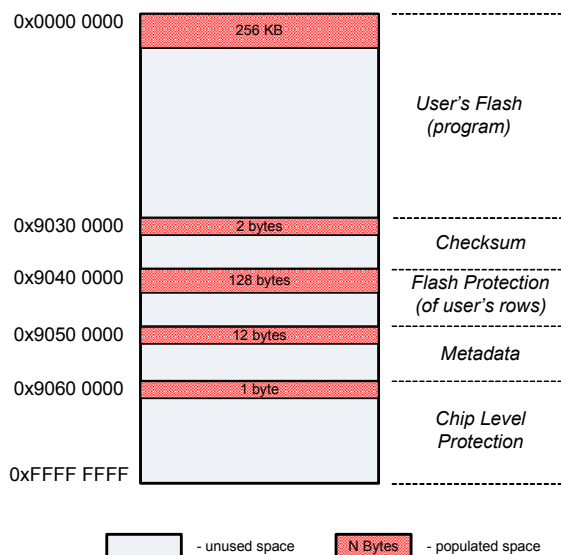 0x0000 0000
256 KB
User's Flash
(program)
0x9030 0000
2 bytes
Checksum
0x9040 0000
128 bytes
Flash Protection
(of user's rows)
0x9050 0000
12 bytes
Metadata
0x9060 0000
1 byte
Chip Level
Protection
0xFFFF FFFF
- unused space
N Bytes
- populated space